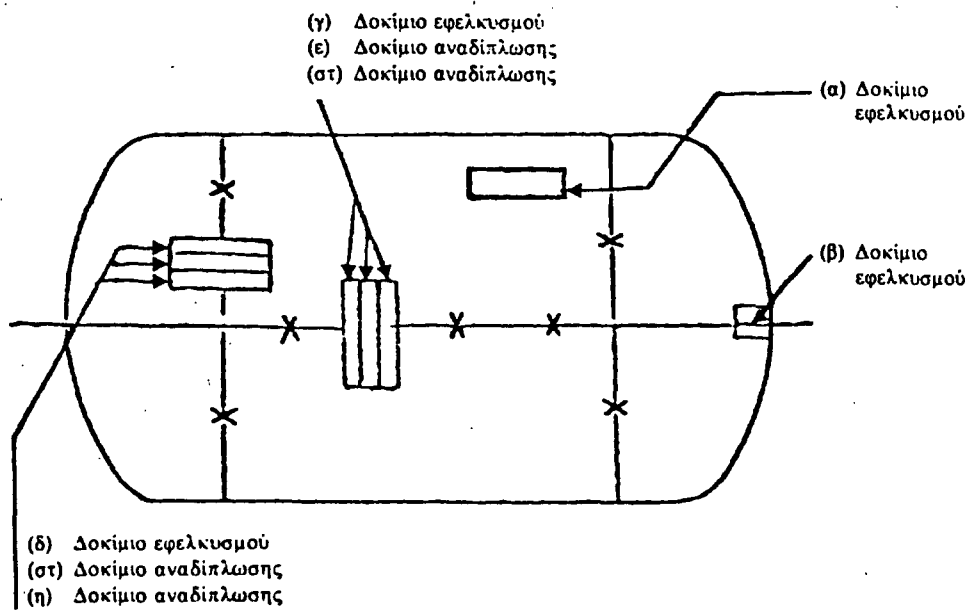 (γ) Δοκίμιο εφελκυσμού
(ε) Δοκίμιο αναδίπλωσης
(στ) Δοκίμιο αναδίπλωσης
(α) Δοκίμιο
εφελκυσμού
(β) Δοκίμιο
εφελκυσμού
(δ) Δοκίμιο εφελκυσμού
(στ) Δοκίμιο αναδίπλωσης
(η) Δοκίμιο αναδίπλωσης